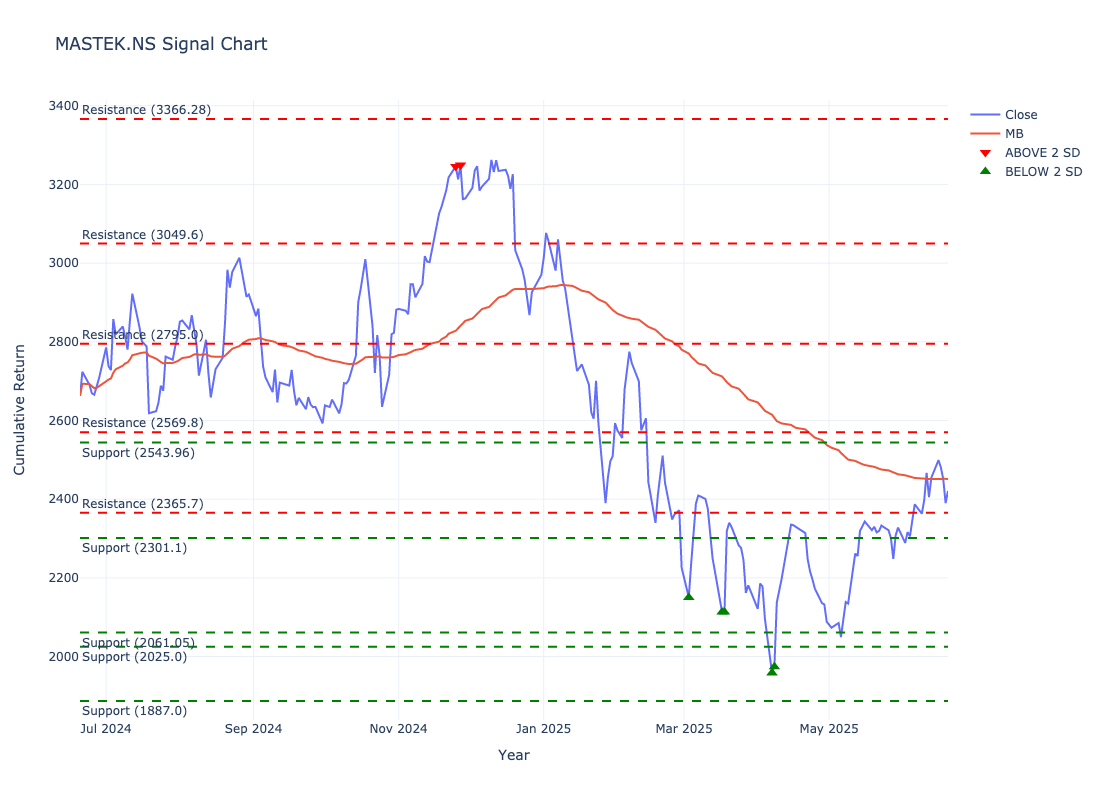 MASTEK.NS Signal Chart
Close
MB
ABOVE 2 SD
BELOW 2 SD
Cumulative Return
3400
3200
3000
2800
2600
2400
2200
2000
Resistance (3366.28)
Resistance (3049.6)
Resistance (2795.0)
Resistance (2569.8)
Support (2543.96)
Resistance (2365.7)
Support (2301.1)
Support (2061.05)
Support (2025.0)
Support (1887.0)
Jul 2024
Sep 2024
Nov 2024
Jan 2025
Mar 2025
May 2025
Year